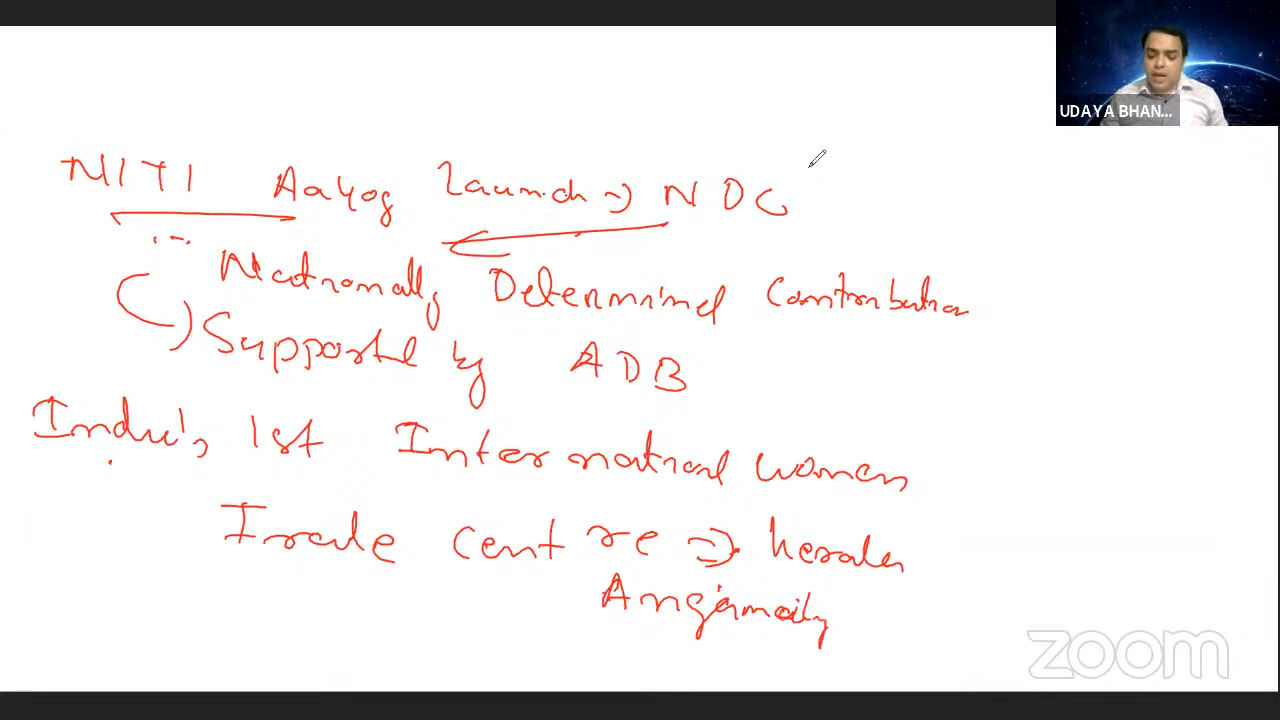 UDAYA BHAN...
NITI Aayog Launch => NDC
Nationally Determined Contribution
Supported by ADB
India's 1st International women
Trade centre => Kerala
Angamaly
zoom